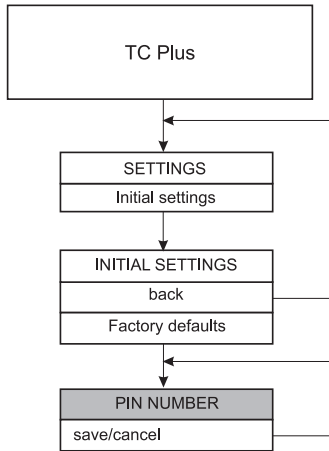 TC Plus
SETTINGS
Initial settings
INITIAL SETTINGS
back
Factory defaults
PIN NUMBER
save/cancel